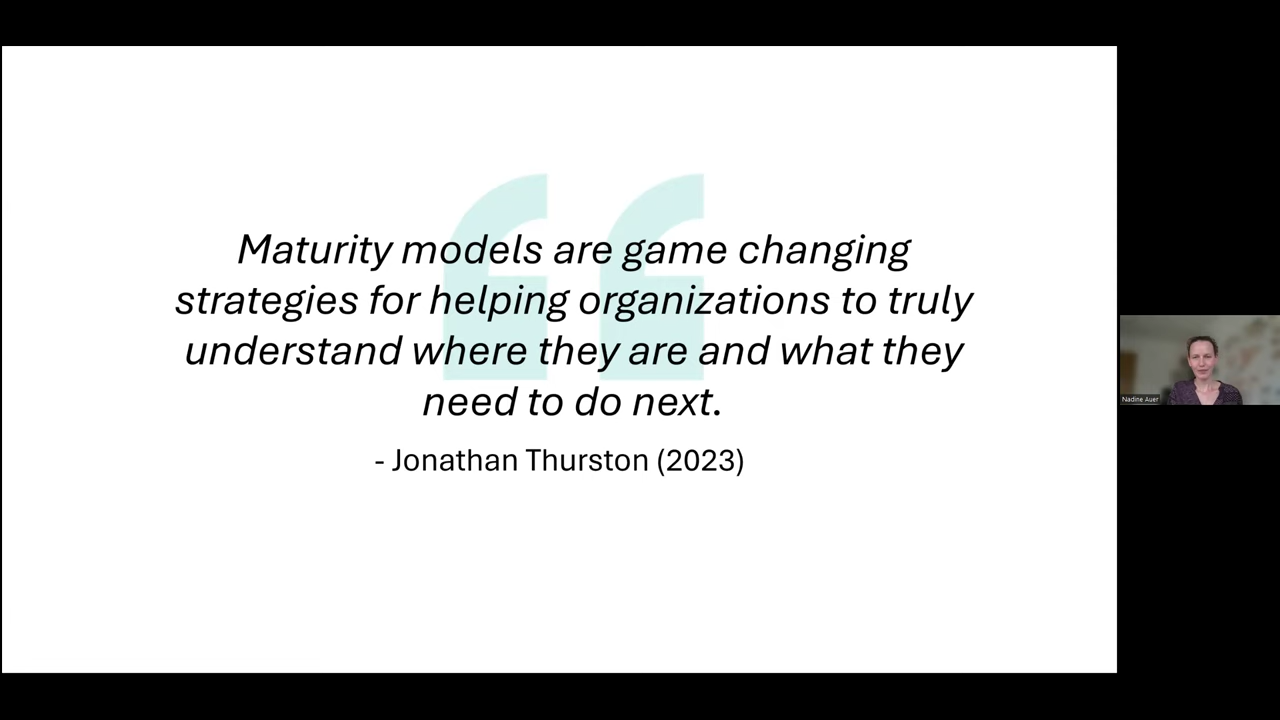 Maturity models are game changing
strategies for helping organizations to truly
understand where they are and what they
need to do next.
- Jonathan Thurston (2023)
Nadine Auer